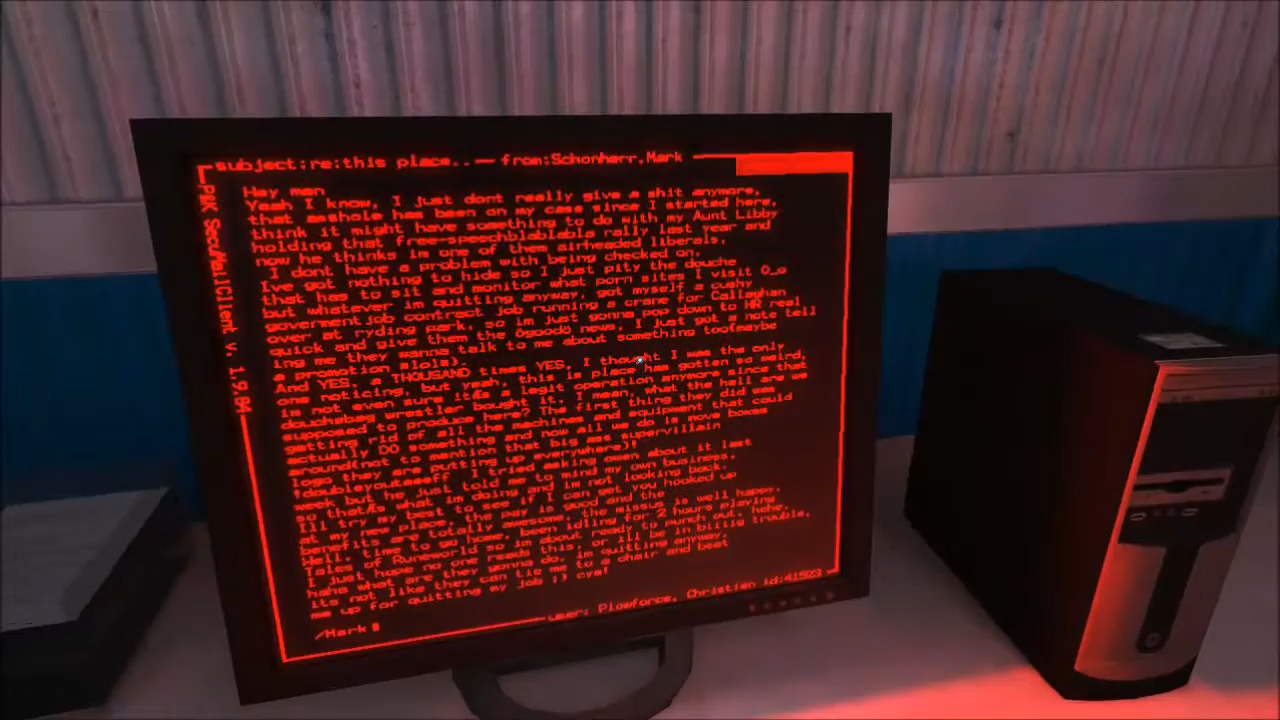 subject:re:this place..
from:Schonherr,Mark
PBK SecuMailClient v. 1.9.84
Hey man
Yeah I know, I just dont really give a shit anymore,
that asshole has been on my case since I started here,
think it might have something to do with my Aunt Libby
holding that free-speechblablabla rally last year and
now he thinks im one of them airheaded liberals.
I dont have a problem with being checked on,
Ive got nothing to hide so I just pity the douche
that has to sit and monitor what porn sites I visit O_o
but whatever im quitting anyway, got myself a cushy
goverment job contract job running a crane for Callaghan
over at ryding park, so im just gonna pop down to HR real
quick and give them the ögoodö news, I just got a note tell
ing me they wanna talk to me about something too(maybe
a promotion =lol=).
And YES, a THOUSAND times YES, I thought I was the only
one noticing, but yeah, this is place has gotten so weird,
im not even sure itÆs a legit operation anymore since that
douchebag wrestler bought it. I mean, what the hell are we
supposed to produce here? The first thing they did was
getting rid of all the machines and equipment that could
actually DO something and now all we do is move boxes
around(not to mention that big ass supervillain
logo they are putting up everywhere)!
!doubleyouteeeff I tried asking owen about it last
week but he just told me to mind my own business,
so thatÆs what im doing and im not looking back.
Ill try my best to see if I can get you hooked up
at my new place, the pay is good and the
benefits are totally awesome, the missus is well happy.
Well, time to go home, been idling for 2 hours playing
Tales of Runeworld so im about ready to punch out, hehe,
I just hope no one reads this, or ill be in biiiig trouble,
haha what are they gonna do, im quitting anyway,
its not like they can tie me to a chair and beat
me up for quitting my job :) cya!
/Mark
user: Plowforce, Christian id:41523